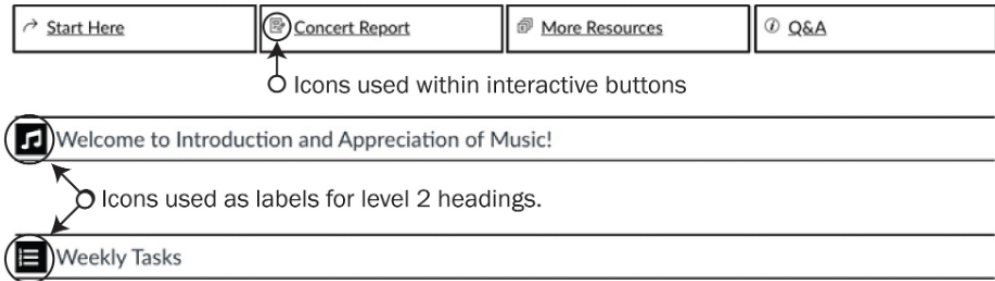 Start Here
Concert Report
More Resources
Q&A
Icons used within interactive buttons
Welcome to Introduction and Appreciation of Music!
Icons used as labels for level 2 headings.
Weekly Tasks